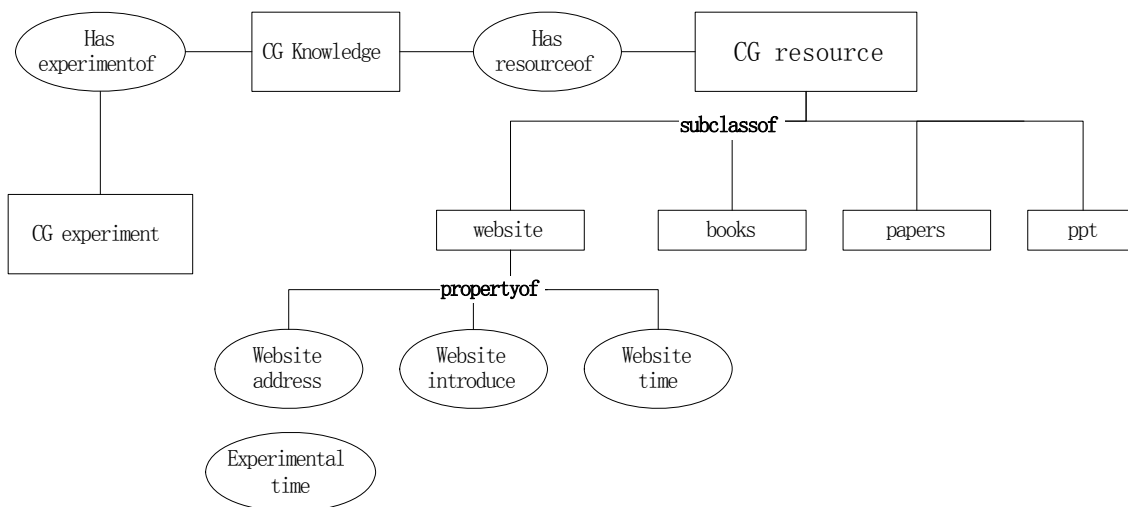 Has
experimentof
CG Knowledge
Has
resourceof
CG resource
subclassof
CG experiment
website
books
papers
ppt
propertyof
Website
address
Website
introduce
Website
time
Experimental
time